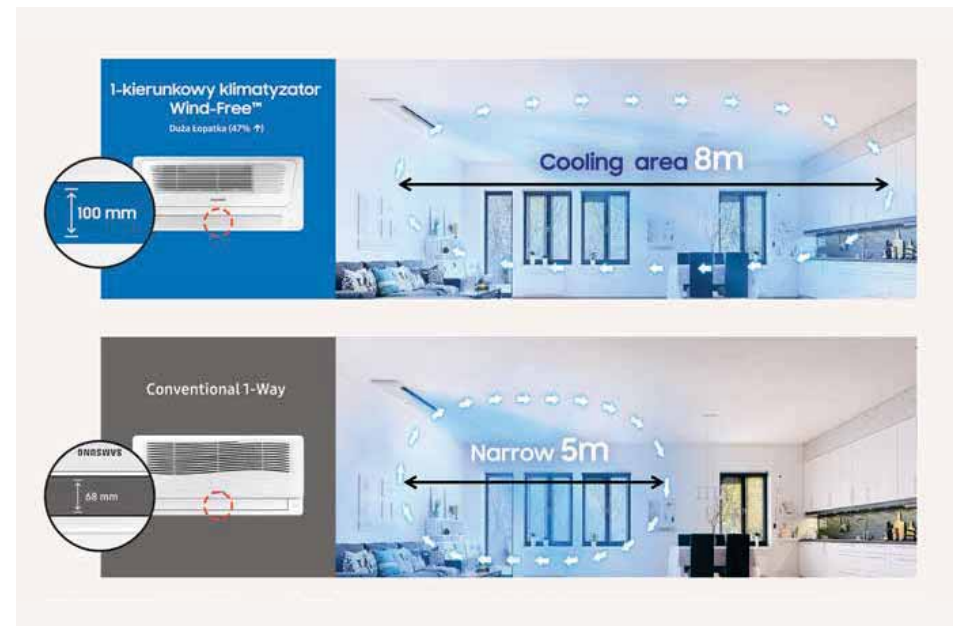 1-kierunkowy klimatyzator
Wind-Free™
Duża Łopatka (47% ↑)
100 mm
Cooling area 8m
Conventional 1-Way
SAMSUNG
68 mm
Narrow 5m